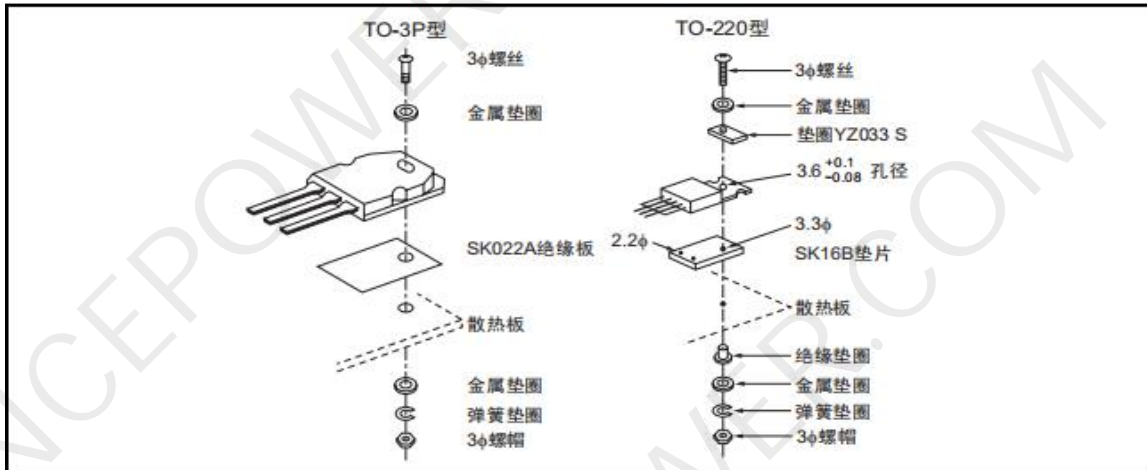 TO-3P型
3ϕ螺丝
金属垫圈
SK022A绝缘板
散热板
金属垫圈
弹簧垫圈
3ϕ螺帽
TO-220型
3ϕ螺丝
金属垫圈
垫圈YZ033 S
3.6 +0.1 -0.08 孔径
2.2ϕ
3.3ϕ
SK16B垫片
散热板
绝缘垫圈
金属垫圈
弹簧垫圈
3ϕ螺帽
NCEPOWER
NCEPOWER.COM